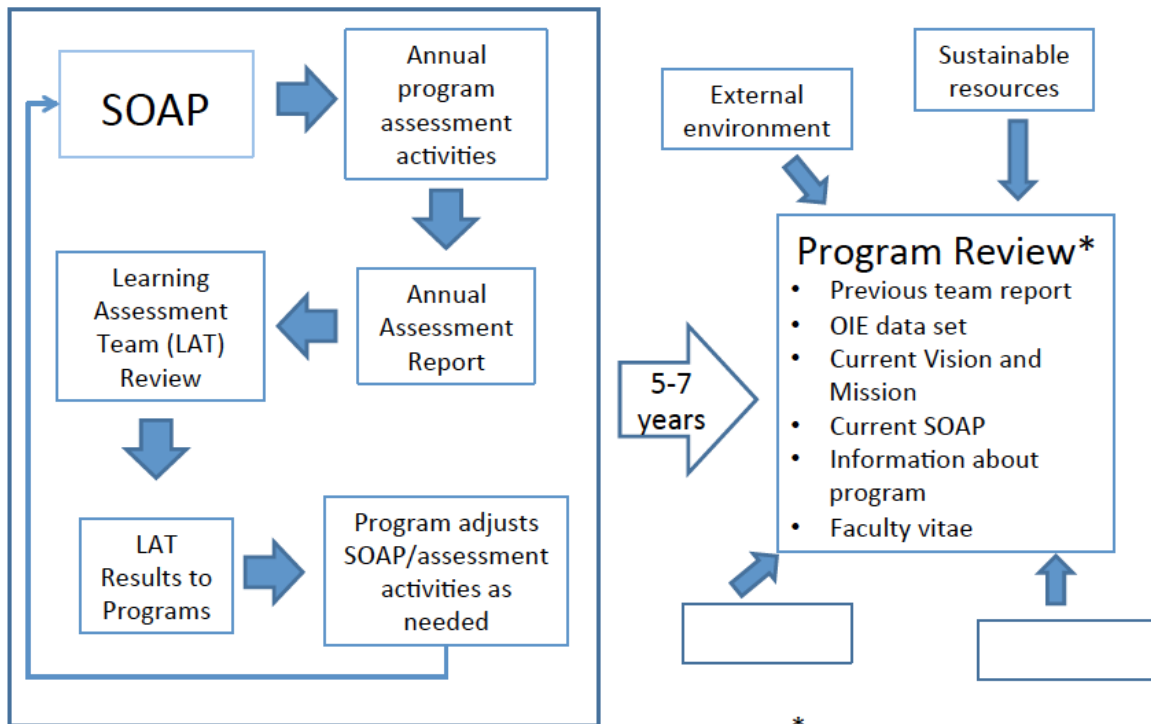 SOAP
Annual
program
assessment
activities
Annual
Assessment
Report
Learning
Assessment
Team (LAT)
Review
LAT
Results to
Programs
Program adjusts
SOAP/assessment
activities as
needed
5-7
years
External
environment
Sustainable
resources
Program Review*
• Previous team report
• OIE data set
• Current Vision and
Mission
• Current SOAP
• Information about
program
• Faculty vitae
*